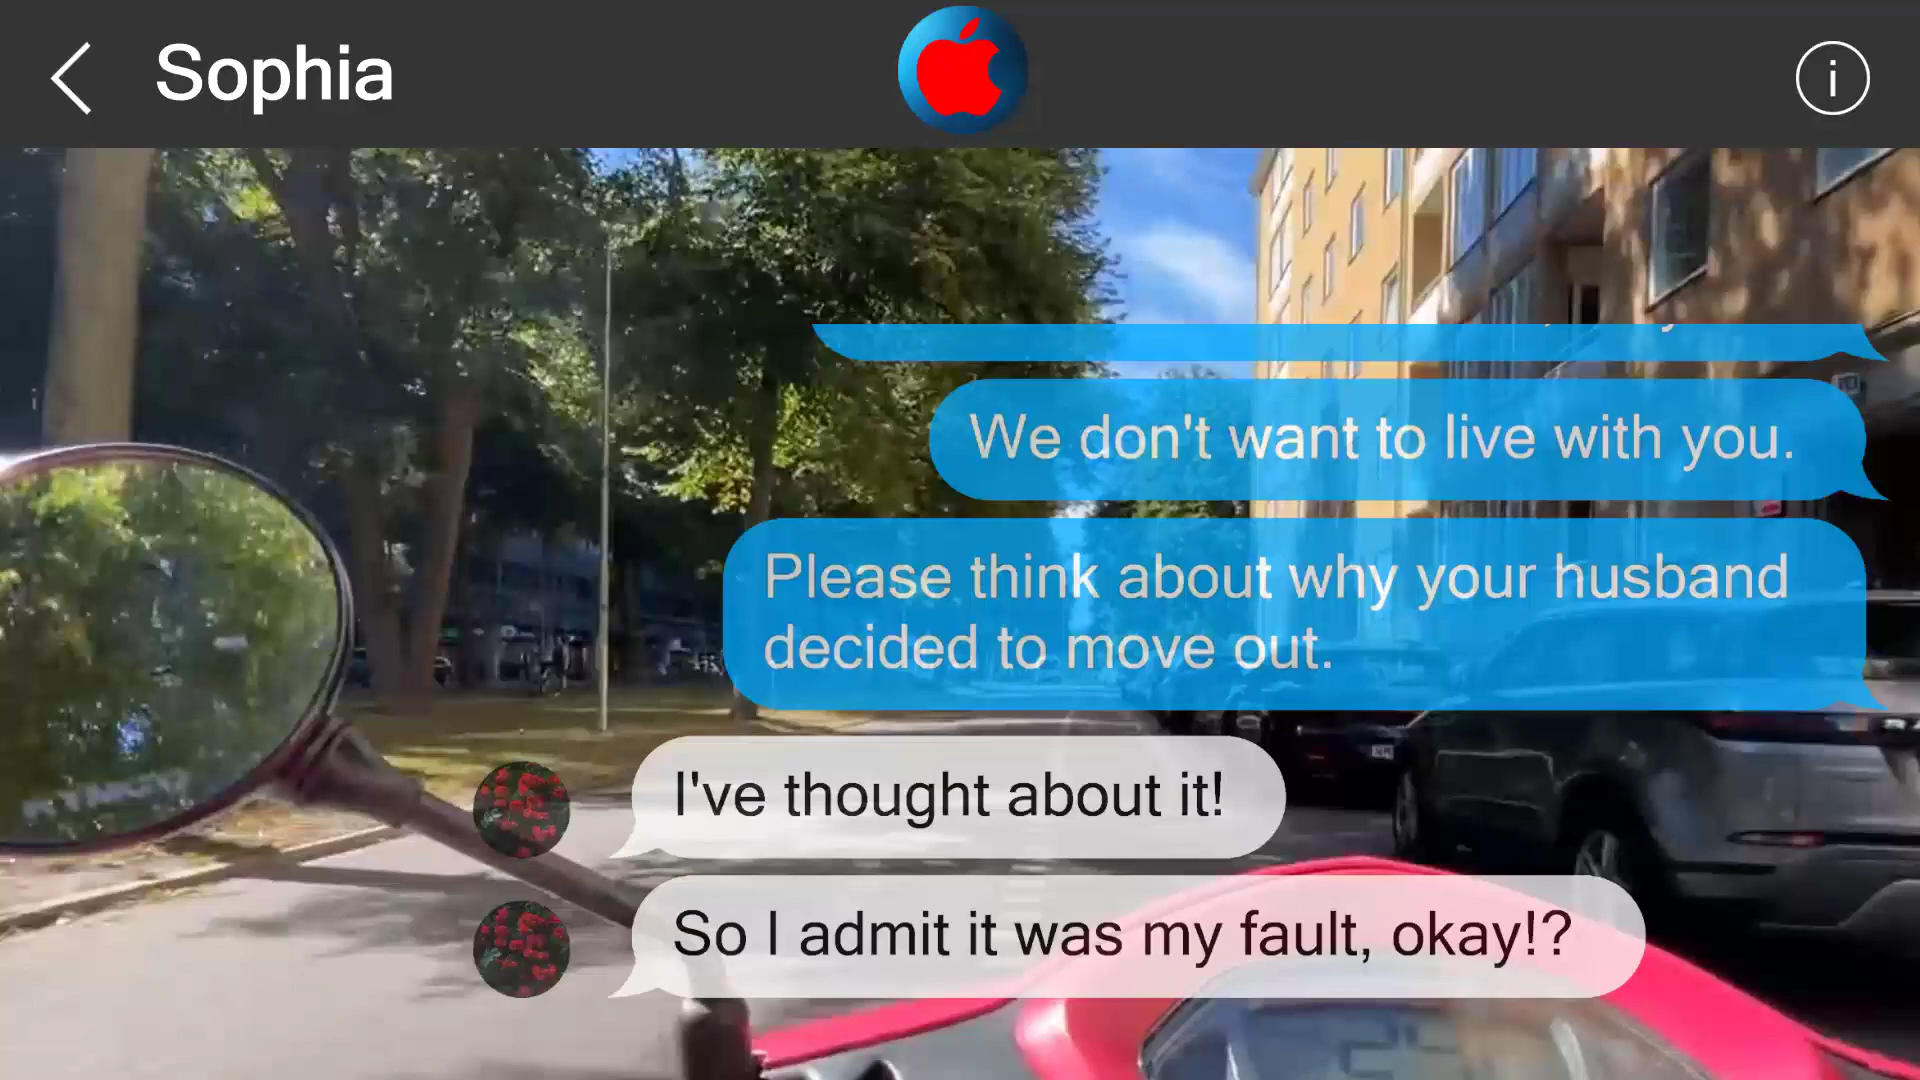 Sophia
i
We don't want to live with you.
Please think about why your husband
decided to move out.
I've thought about it!
So I admit it was my fault, okay!?